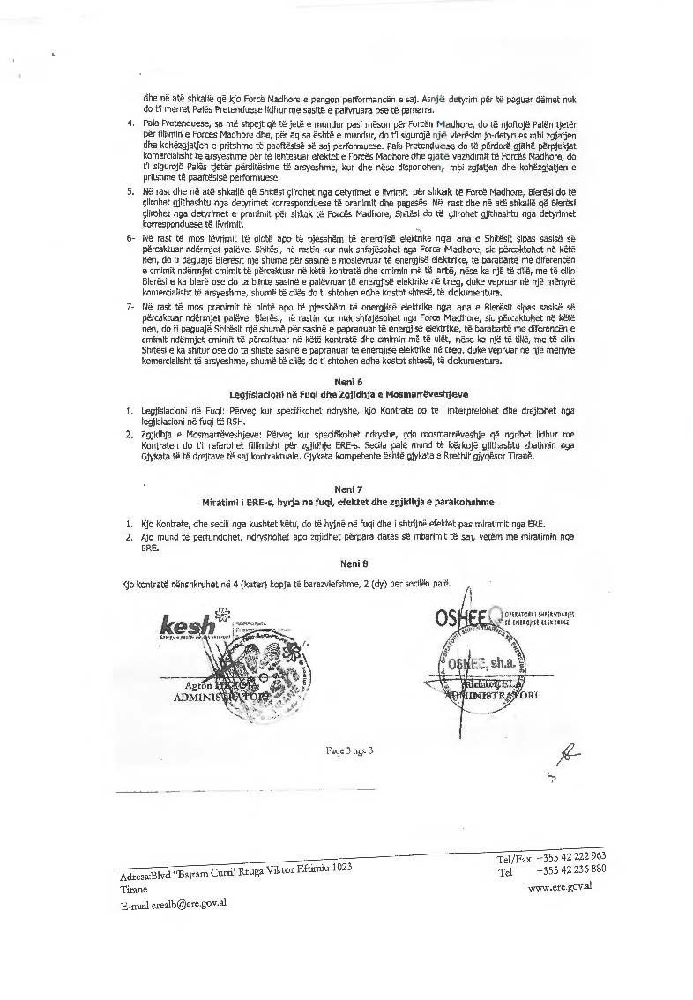 dhe në atë shkallë që kjo Forcë Madhore e pengon performancën e saj. Asnjë detyrim për të paguar dëmet nuk
do t'i merret Palës Pretenduese lidhur me sasitë e palivruara ose të pamarra.
4. Pala Pretenduese, sa më shpejt që të jetë e mundur pasi mëson për Forcën Madhore, do të njoftojë Palën tjetër
për fillimin e Forcës Madhore dhe, për aq sa është e mundur, do t'i sigurojë një vlerësim jo-detyrues mbi zgjatjen
dhe kohëzgjatjen e pritshme të paaftësisë së saj performuese. Pala Pretenduese do të përdorë gjithë përpjekjet
komercialisht të arsyeshme për të lehtësuar efektet e Forcës Madhore dhe gjatë vazhdimit të Forcës Madhore, do
t'i sigurojë Palës tjetër përditësime të arsyeshme, kur dhe nëse disponohen, mbi zgjatjen dhe kohëzgjatjen e
pritshme të paaftësisë performuese.
5. Në rast dhe në atë shkallë që Shitësi çlirohet nga detyrimet e livrimit për shkak të Forcë Madhore, Blerësi do të
çlirohet gjithashtu nga detyrimet korresponduese të pranimit dhe pagesës. Në rast dhe në atë shkallë që Blerësi
çlirohet nga detyrimet e pranimit për shkak të Forcës Madhore, Shitësi do të çlirohet gjithashtu nga detyrimet
korresponduese të livrimit.
6- Në rast të mos lëvrimit të plotë apo të pjesshëm të energjisë elektrike nga ana e Shitësit sipas sasisë së
përcaktuar ndërmjet palëve, Shitësi, në rastin kur nuk shfajësohet nga Forca Madhore, sic përcaktohet në këtë
nen, do ti paguajë Blerësit një shumë për sasinë e moslëvruar të energjisë elektrike, të barabartë me diferencën
e cmimit ndërmjet cmimit të përcaktuar në këtë kontratë dhe cmimin më të lartë, nëse ka një të tillë, me të cilin
Blerësi e ka blerë ose do ta blinte sasinë e palëvruar të energjisë elektrike në treg, duke vepruar në një mënyrë
komercialisht të arsyeshme, shumë të cilës do ti shtohen edhe kostot shtesë, të dokumentura.
7- Në rast të mos pranimit të plotë apo të pjesshëm të energjisë elektrike nga ana e Blerësit sipas sasisë së
përcaktuar ndërmjet palëve, Blerësi, në rastin kur nuk shfajësohet nga Forca Madhore, sic përcaktohet në këtë
nen, do ti paguajë Shitësit një shumë për sasinë e papranuar të energjisë elektrike, të barabartë me diferencën e
cmimit ndërmjet cmimit të përcaktuar në këtë kontratë dhe cmimin më të ulët, nëse ka një të tillë, me të cilin
Shitësi e ka shitur ose do ta shiste sasinë e papranuar të energjisë elektrike në treg, duke vepruar në një mënyrë
komercialisht të arsyeshme, shumë të cilës do ti shtohen edhe kostot shtesë, të dokumentura.
Neni 6
Legjislacioni në Fuqi dhe Zgjidhja e Mosmarrëveshjeve
1. Legjislacioni në Fuqi: Përveç kur specifikohet ndryshe, kjo Kontratë do të interpretohet dhe drejtohet nga
legjislacioni në fuqi të RSH.
2. Zgjidhja e Mosmarrëveshjeve: Përveç kur specifikohet ndryshe, çdo mosmarrëveshje që ngrihet lidhur me
Kontraten do t'i referohet fillimisht për zgjidhje ERE-s. Secila palë mund të kërkojë gjithashtu zhatimin nga
Gjykata të të drejtave të saj kontraktuale. Gjykata kompetente është gjykata e Rrethit gjyqësor Tiranë.
Neni 7
Miratimi i ERE-s, hyrja ne fuqi, efektet dhe zgjidhja e parakohshme
1. Kjo Kontrate, dhe secili nga kushtet këtu, do të hyjnë në fuqi dhe i shtrijnë efektet pas miratimit nga ERE.
2. Ajo mund të përfundohet, ndryshohet apo zgjidhet përpara datës së mbarimit të saj, vetëm me miratimin nga
ERE.
Neni 8
Kjo kontratë nënshkruhet në 4 (kater) kopje të barazvlefshme, 2 (dy) per secilën palë.
kesh
OSHEE OPERATORI I SHPËRNDARJES
SË ENERGJISË ELEKTRIKE
OSHEE, sh.a.
Agron
ADMINISTRATORI
ADMINISTRATORI
Faqe 3 nga 3
Adresa:Blvd "Bajram Curri' Rruga Viktor Eftimiu 1023
Tirane
E-mail erealb@ere.gov.al
Tel/Fax +355 42 222 963
Tel +355 42 236 880
www.ere.gov.al